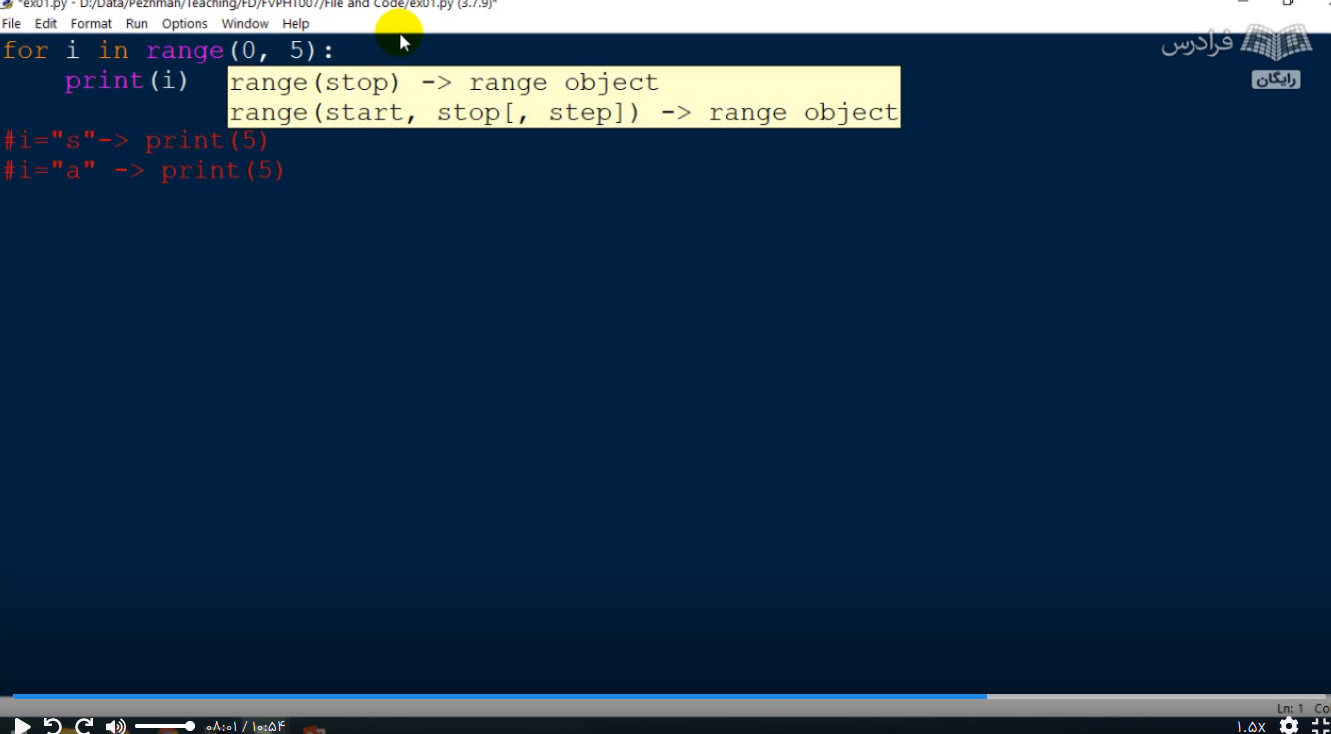 *ex01.py - D:/Data/Pezhman/Teaching/FD/FVPHT007/File and Code/ex01.py (3.7.9)*
File Edit Format Run Options Window Help
for i in range(0, 5):
    print(i)
range(stop) -> range object
range(start, stop[, step]) -> range object
#i="s"-> print(5)
#i="a" -> print(5)
فرادرس
رایگان
Ln: 1 Co
۰۸:۰۱ / ۱۰:۵۴
۱.۵x